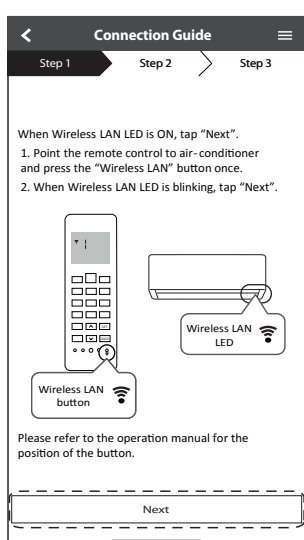 Connection Guide
Step 1 Step 2 Step 3
When Wireless LAN LED is ON, tap “Next”.
1. Point the remote control to air-conditioner
and press the “Wireless LAN” button once.
2. When Wireless LAN LED is blinking, tap “Next”.
Wireless LAN
LED
Wireless LAN
button
Please refer to the operation manual for the
position of the button.
Next